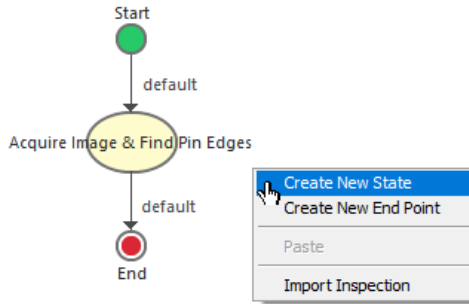 Start
default
Acquire Image & Find Pin Edges
default
End
Create New State
Create New End Point
Paste
Import Inspection